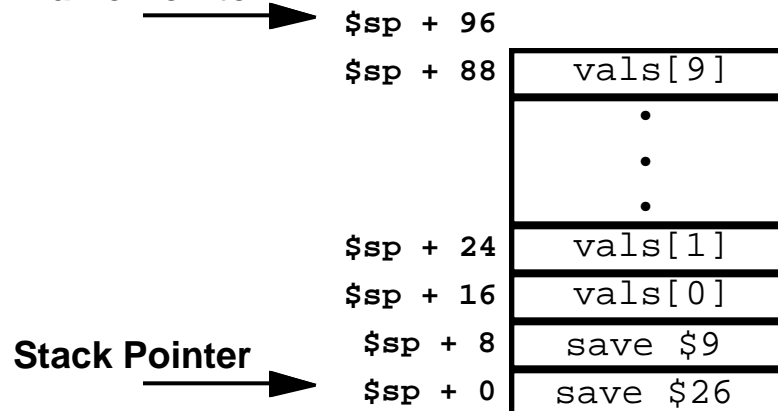 $sp + 96
$sp + 88 vals[9]
$sp + 24 vals[1]
$sp + 16 vals[0]
Stack Pointer $sp + 8 save $9
$sp + 0 save $26